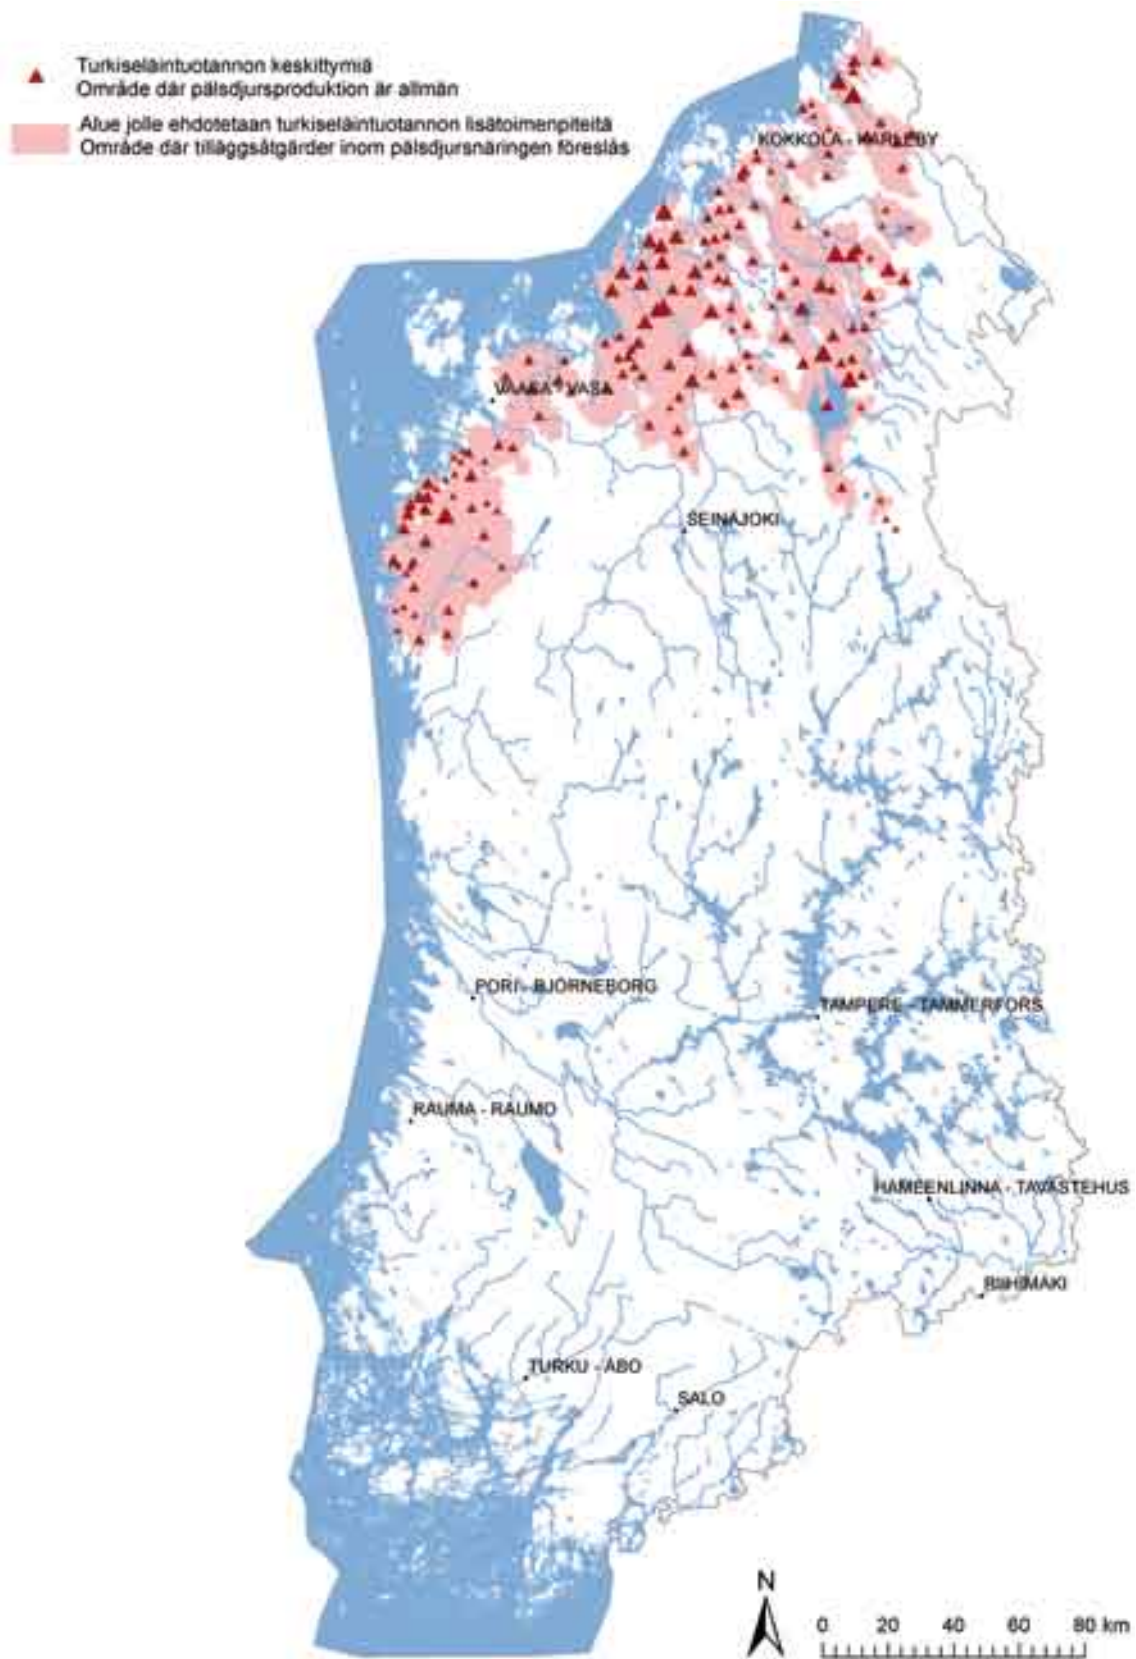 Turkiseläintuotannon keskittymiä
Område där pälsdjursproduktion är allmän
Alue jolle ehdotetaan turkiseläintuotannon lisätoimenpiteitä
Område där tilläggsåtgärder inom pälsdjursnäringen föreslås
KOKKOLA - KARLEBY
VAASA - VASA
SEINÄJOKI
PORI - BJÖRNEBORG
TAMPERE - TAMMERFORS
RAUMA - RAUMO
HÄMEENLINNA - TAVASTEHUS
RIIHIMÄKI
TURKU - ÅBO
SALO
N
0 20 40 60 80 km